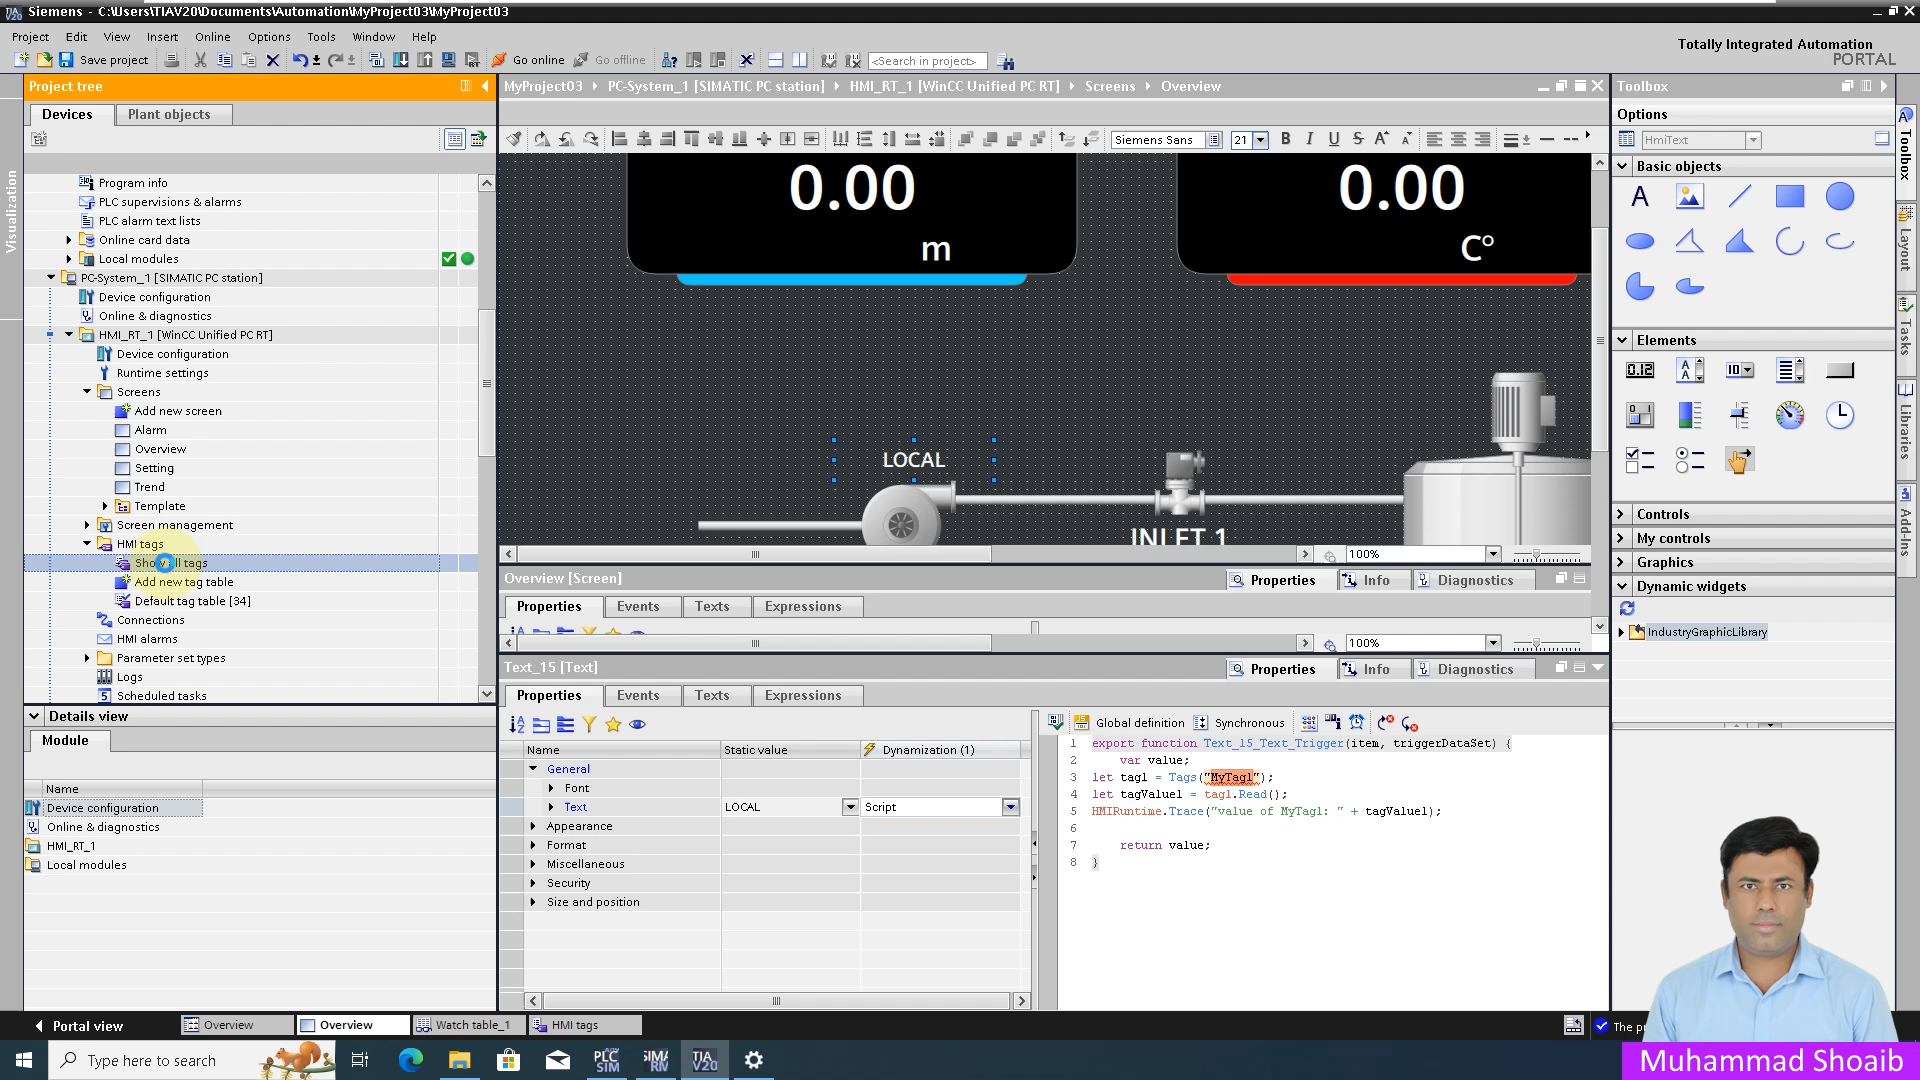 Siemens - C:\Users\TIAV20\Documents\Automation\MyProject03\MyProject03
Project Edit View Insert Online Options Tools Window Help
Totally Integrated Automation
PORTAL
Save project
Go online
Go offline
<Search in project>
Project tree
MyProject03 PC-System_1 [SIMATIC PC station] HMI_RT_1 [WinCC Unified PC RT] Screens Overview
Toolbox
Devices
Plant objects
Options
Siemens Sans
21
HmiText
Visualization
Basic objects
Program info
PLC supervisions & alarms
PLC alarm text lists
Online card data
Local modules
PC-System_1 [SIMATIC PC station]
Device configuration
Online & diagnostics
HMI_RT_1 [WinCC Unified PC RT]
Device configuration
Runtime settings
Screens
Add new screen
Alarm
Overview
Setting
Trend
Template
Screen management
HMI tags
Add new tag table
Default tag table [34]
Connections
HMI alarms
Parameter set types
Logs
Scheduled tasks
0.00
m
0.00
C°
LOCAL
INLET 1
100%
Elements
Controls
My controls
Graphics
Dynamic widgets
IndustryGraphicLibrary
Toolbox
Layout
Tasks
Libraries
Add-Ins
Overview [Screen]
Properties Info Diagnostics
Properties Events Texts Expressions
100%
Text_15 [Text]
Properties Info Diagnostics
Properties Events Texts Expressions
Global definition
Synchronous
Name Static value Dynamization (1)
General
Font
Text LOCAL Script
Appearance
Format
Miscellaneous
Security
Size and position
1 export function Text_15_Text_Trigger(item, triggerDataSet) {
2 var value;
3 let tag1 = Tags("MyTag1");
4 let tagValue1 = tag1.Read();
5 HMIRuntime.Trace("value of MyTag1: " + tagValue1);
6
7 return value;
8 }
Details view
Module
Name
Device configuration
Online & diagnostics
HMI_RT_1
Local modules
Portal view
Overview
Overview
Watch table_1
HMI tags
Type here to search
PLC
SIM
TIA
V20
Muhammad Shoaib